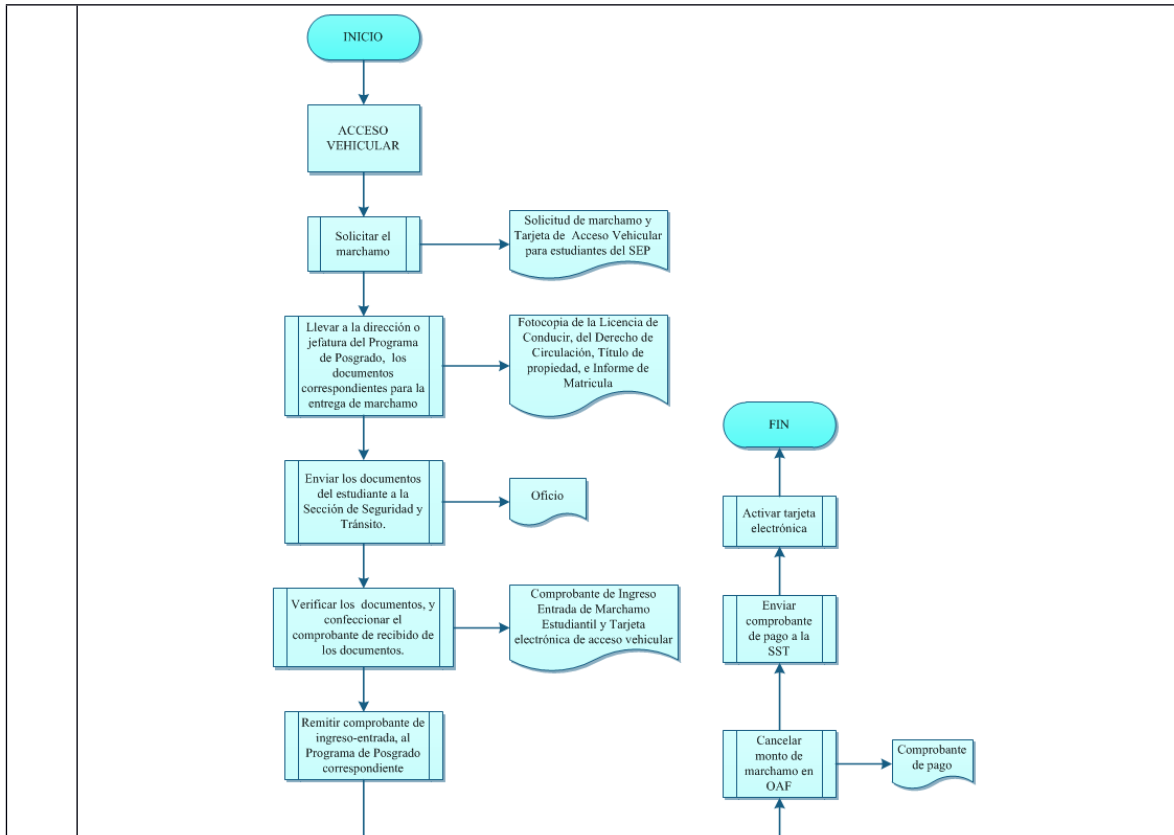 INICIO
ACCESO
VEHICULAR
Solicitar el
marchamo
Solicitud de marchamo y
Tarjeta de Acceso Vehicular
para estudiantes del SEP
Llevar a la dirección o
jefatura del Programa
de Posgrado, los
documentos
correspondientes para la
entrega de marchamo
Fotocopia de la Licencia de
Conducir, del Derecho de
Circulación, Título de
propiedad, e Informe de
Matricula
Enviar los documentos
del estudiante a la
Sección de Seguridad y
Tránsito.
Oficio
Verificar los documentos, y
confeccionar el
comprobante de recibido de
los documentos.
Comprobante de Ingreso
Entrada de Marchamo
Estudiantil y Tarjeta
electrónica de acceso vehicular
Remitir comprobante de
ingreso-entrada, al
Programa de Posgrado
correspondiente
FIN
Activar tarjeta
electrónica
Enviar
comprobante
de pago a la
SST
Cancelar
monto de
marchamo en
OAF
Comprobante
de pago